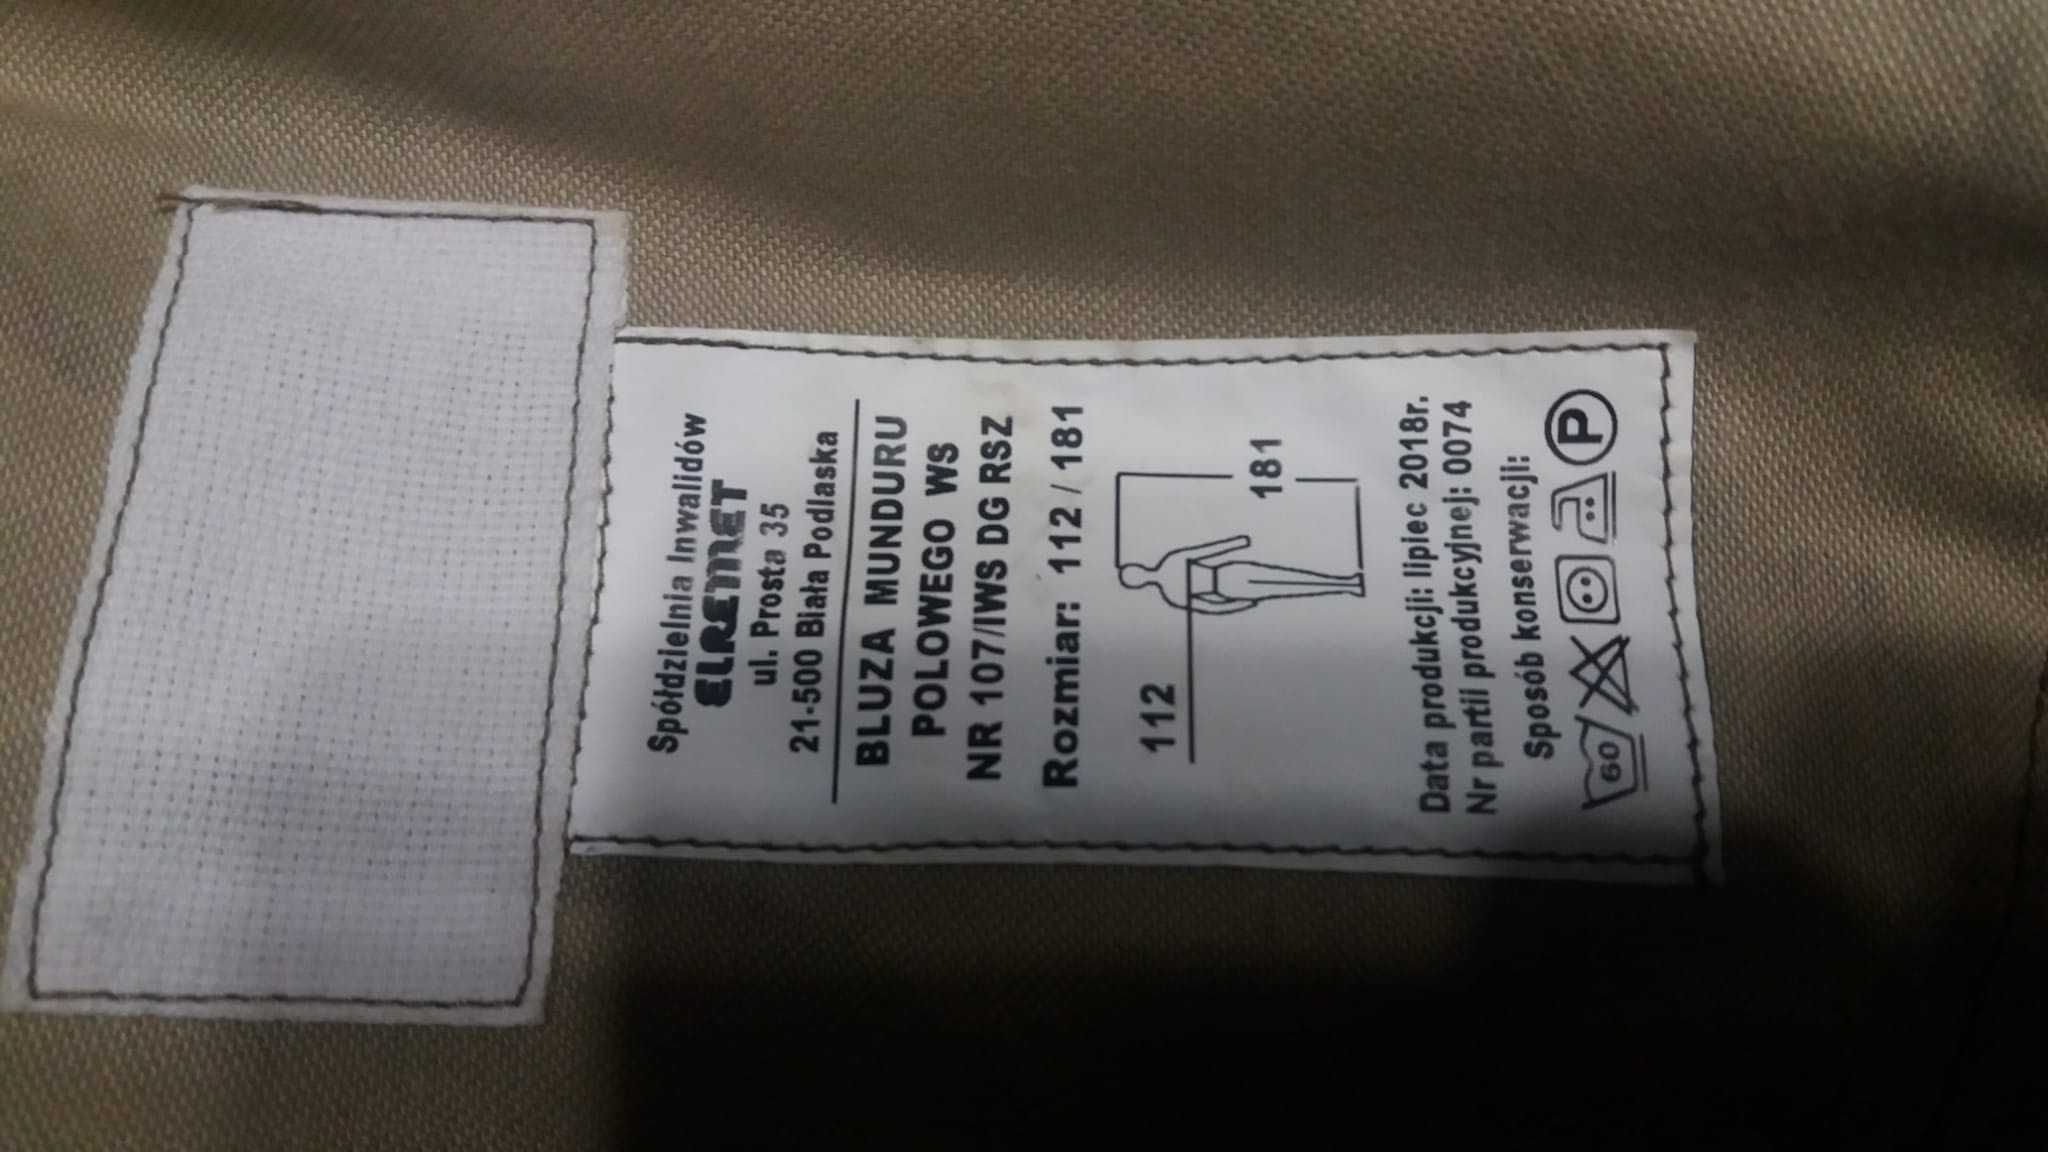 Spółdzielnia Inwalidów
ELREMET
ul. Prosta 35
21-500 Biała Podlaska
BLUZA MUNDURU
POLOWEGO WS
NR 107/IWS DG RSZ
Rozmiar: 112 / 181
112
181
Data produkcji: lipiec 2018r.
Nr partii produkcyjnej: 0074
Sposób konserwacji:
60 P